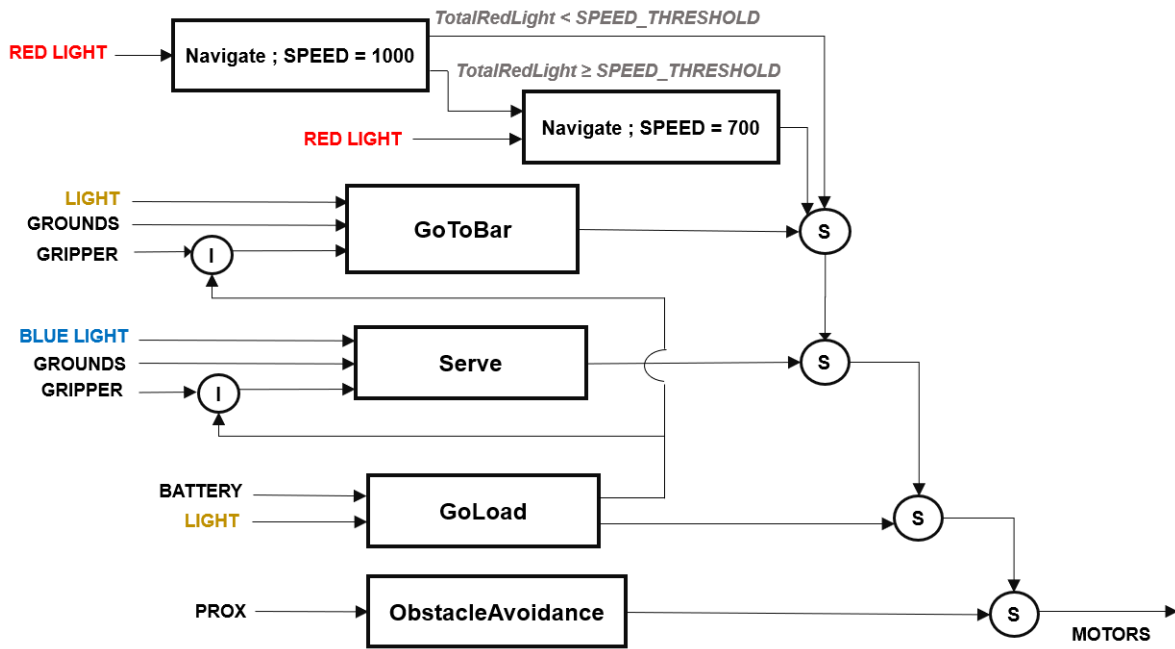 TotalRedLight < SPEED_THRESHOLD
RED LIGHT
Navigate ; SPEED = 1000
TotalRedLight ≥ SPEED_THRESHOLD
RED LIGHT
Navigate ; SPEED = 700
LIGHT
GROUNDS
GRIPPER
I
GoToBar
S
BLUE LIGHT
GROUNDS
GRIPPER
I
Serve
S
BATTERY
LIGHT
GoLoad
S
PROX
ObstacleAvoidance
S
MOTORS